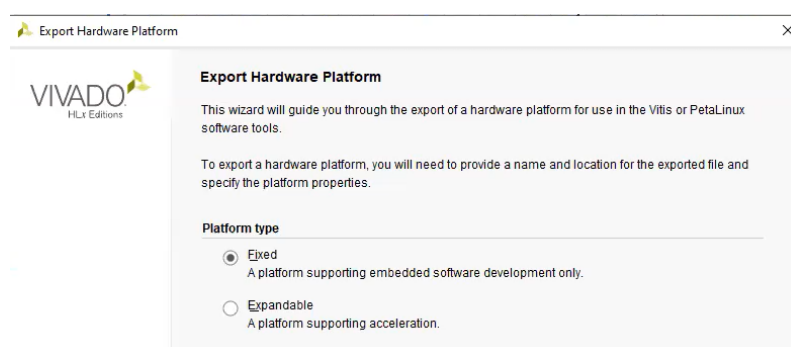 Export Hardware Platform
VIVADO
HLx Editions
Export Hardware Platform
This wizard will guide you through the export of a hardware platform for use in the Vitis or PetaLinux
software tools.
To export a hardware platform, you will need to provide a name and location for the exported file and
specify the platform properties.
Platform type
Fixed
A platform supporting embedded software development only.
Expandable
A platform supporting acceleration.